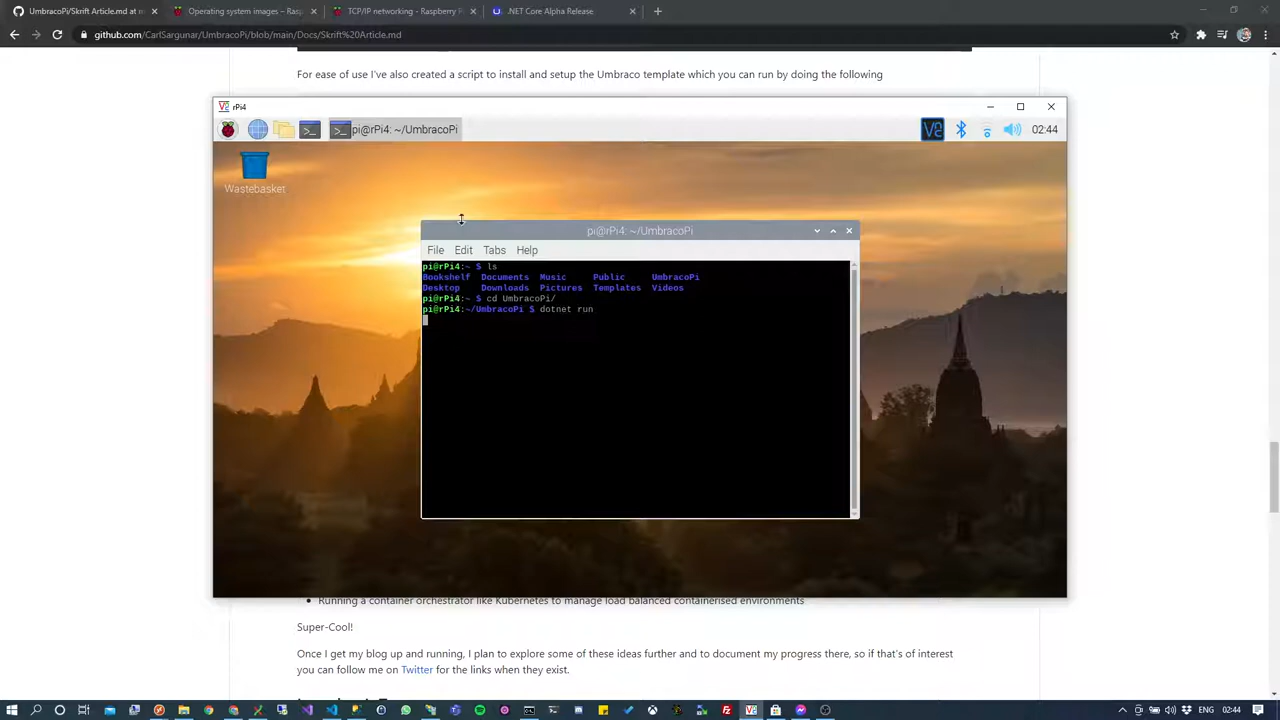 UmbracoPi/Skrift Article.md at m
Operating system images – Rasp
TCP/IP networking - Raspberry P
.NET Core Alpha Release
github.com/CarlSargunar/UmbracoPi/blob/main/Docs/Skrift%20Article.md
For ease of use I've also created a script to install and setup the Umbraco template which you can run by doing the following
rPi4
pi@rPi4: ~/UmbracoPi
02:44
Wastebasket
pi@rPi4: ~/UmbracoPi
File Edit Tabs Help
pi@rPi4:~ $ ls
Bookshelf Documents Music Public UmbracoPi
Desktop Downloads Pictures Templates Videos
pi@rPi4:~ $ cd UmbracoPi/
pi@rPi4:~/UmbracoPi $ dotnet run
Running a container orchestrator like Kubernetes to manage load balanced containerised environments
Super-Cool!
Once I get my blog up and running, I plan to explore some of these ideas further and to document my progress there, so if that's of interest
you can follow me on Twitter for the links when they exist.
ENG 02:44